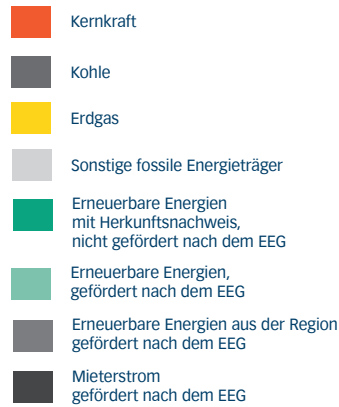 Kernkraft
Kohle
Erdgas
Sonstige fossile Energieträger
Erneuerbare Energien
mit Herkunftsnachweis,
nicht gefördert nach dem EEG
Erneuerbare Energien,
gefördert nach dem EEG
Erneuerbare Energien aus der Region
gefördert nach dem EEG
Mieterstrom
gefördert nach dem EEG